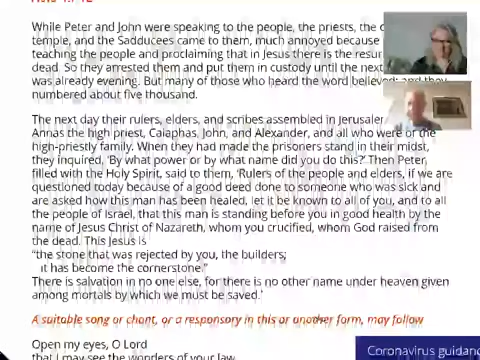 While Peter and John were speaking to the people, the priests, the
temple, and the Sadducees came to them, much annoyed because
teaching the people and proclaiming that in Jesus there is the
dead. So they arrested them and put them in custody until the next
was already evening. But many of those who heard the word believed; and they
numbered about five thousand.
The next day their rulers, elders, and scribes assembled in
Annas the high priest, Caiaphas, John, and Alexander, and all who were of the
high-priestly family. When they had made the prisoners stand in their midst,
they inquired, ‘By what power or by what name did you do this?’ Then Peter,
filled with the Holy Spirit, said to them, ‘Rulers of the people and elders, if we are
questioned today because of a good deed done to someone who was sick and
are asked how this man has been healed, let it be known to all of you, and to all
the people of Israel, that this man is standing before you in good health by the
name of Jesus Christ of Nazareth, whom you crucified, whom God raised from
the dead. This Jesus is
“the stone that was rejected by you, the builders;
it has become the cornerstone.”
There is salvation in no one else, for there is no other name under heaven given
among mortals by which we must be saved.’
A suitable song or chant, or a responsory in this or another form, may follow
Open my eyes, O Lord
that I may see the wonders of your law
Coronavirus guidanc